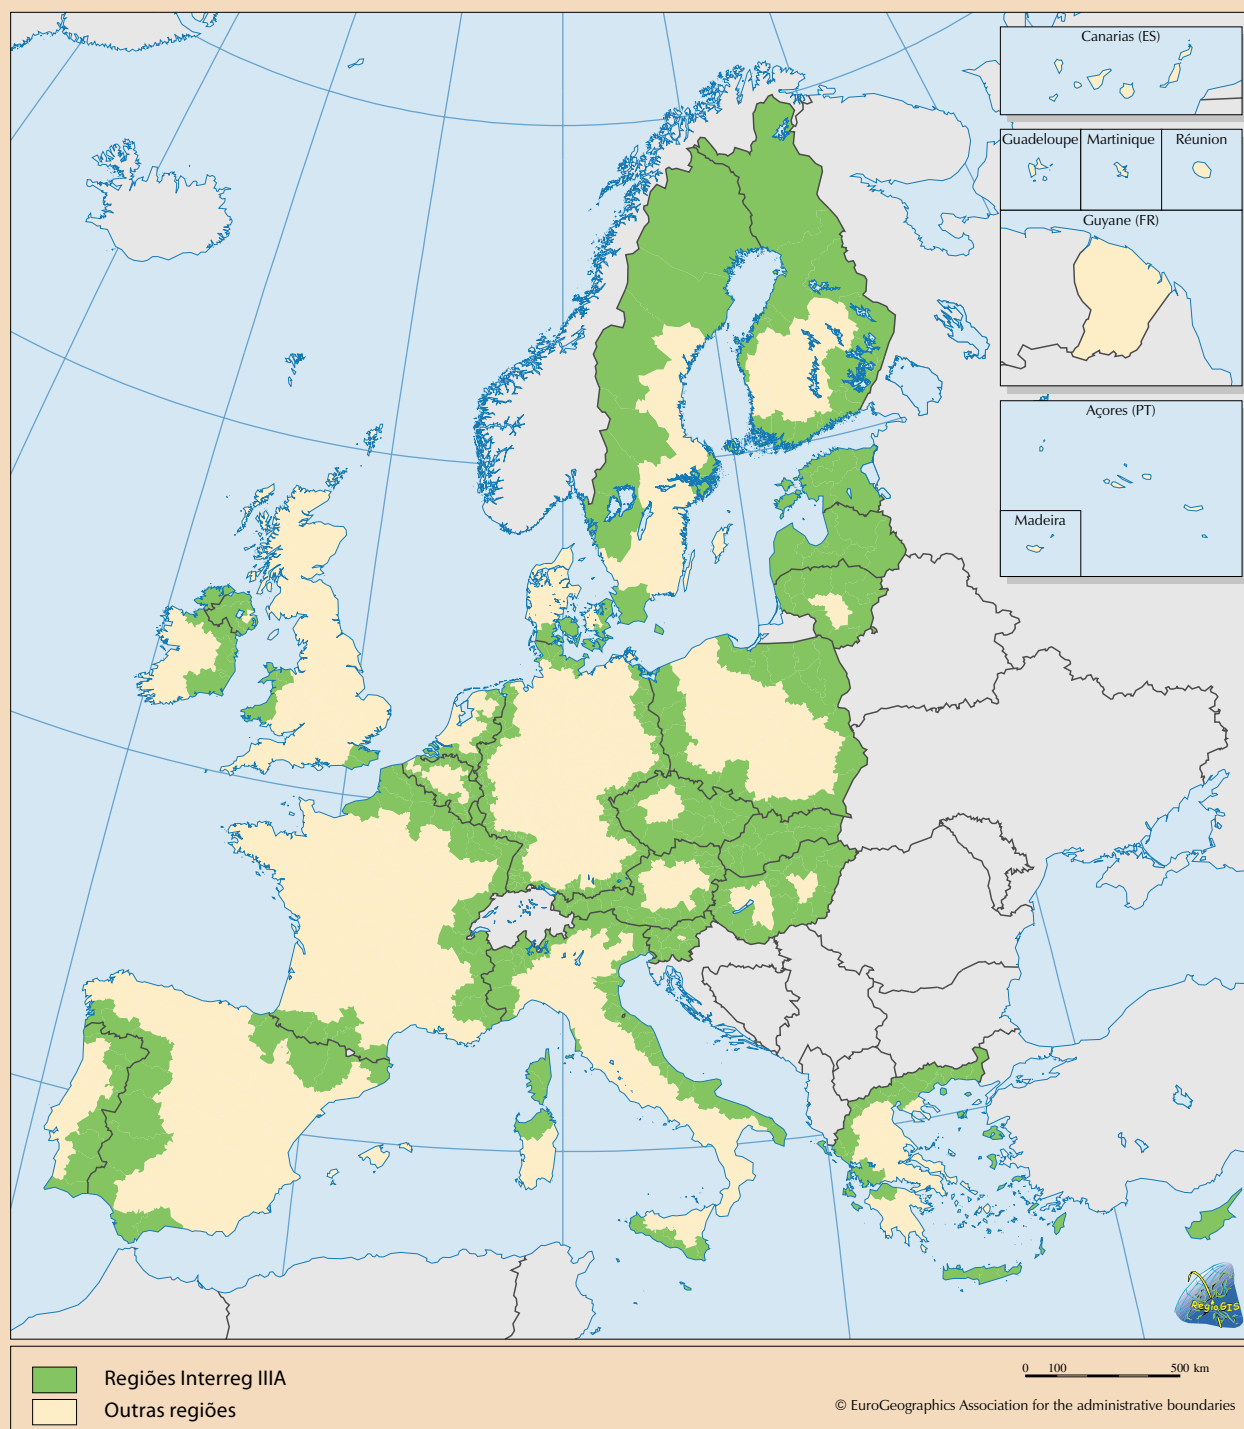 Canarias (ES)
Guadeloupe
Martinique
Réunion
Guyane (FR)
Açores (PT)
Madeira
RegioGIS
Regiões Interreg IIIA
Outras regiões
0 100 500 km
© EuroGeographics Association for the administrative boundaries